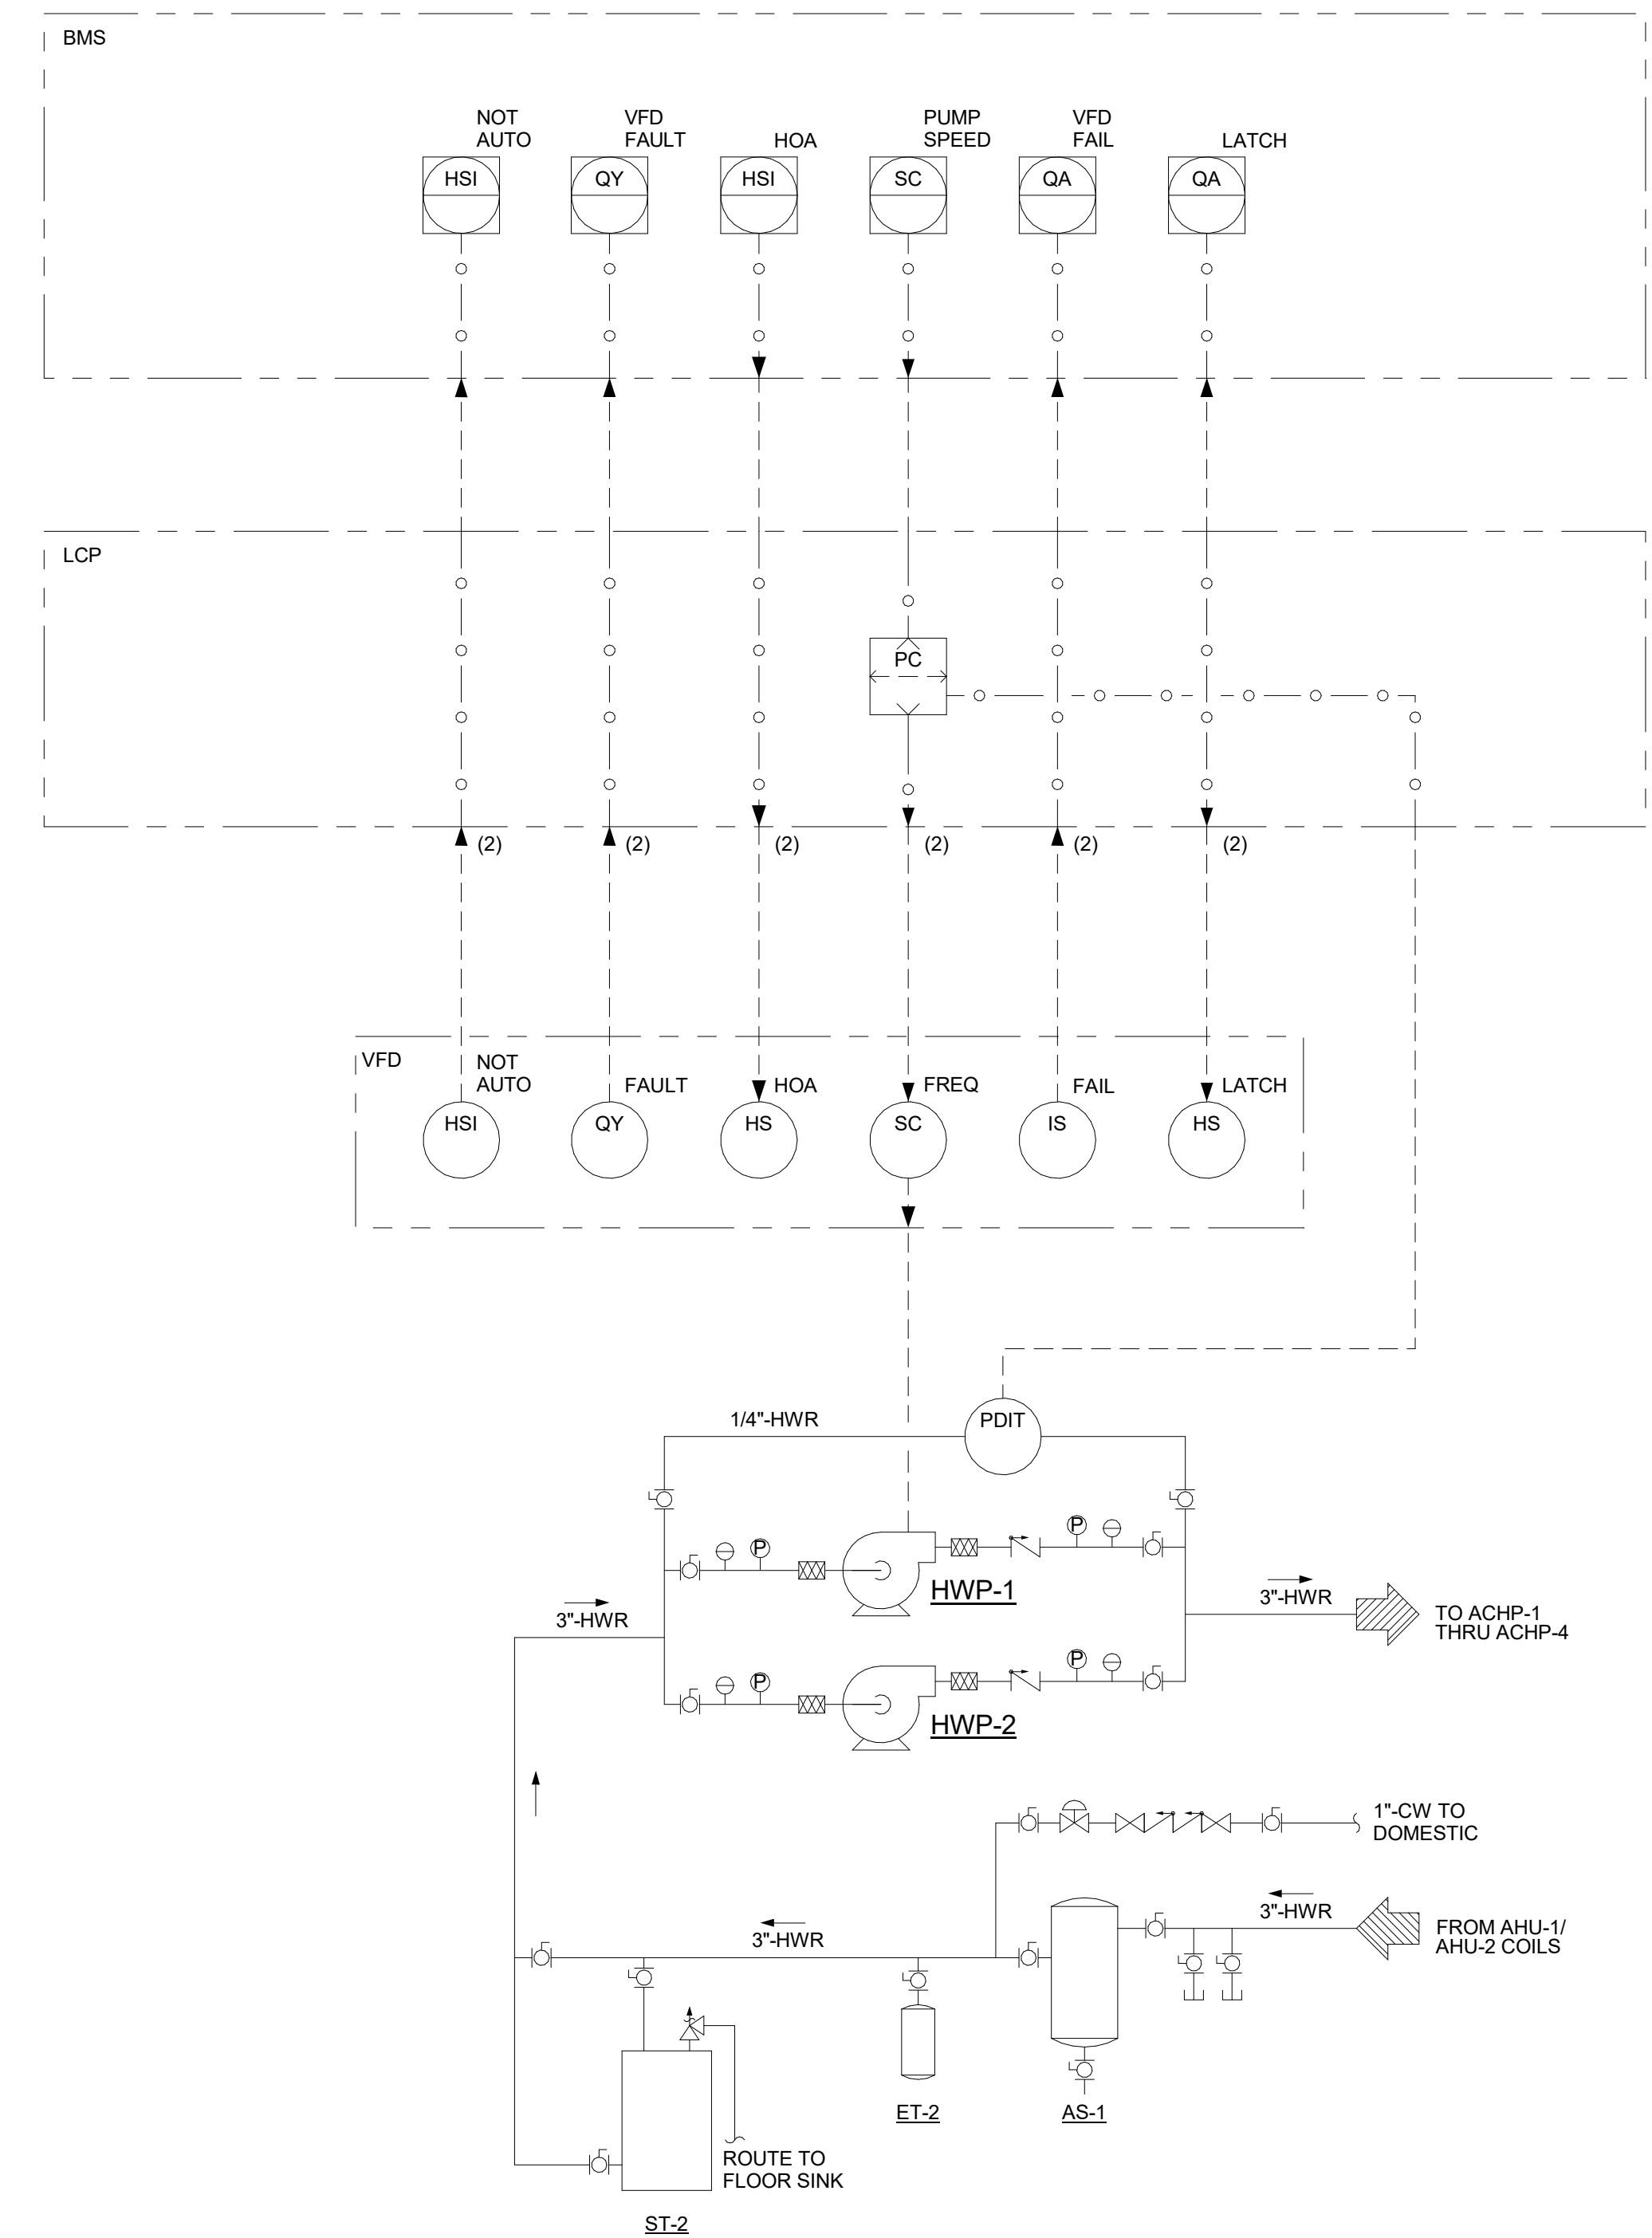 BMS
NOT
AUTO
VFD
FAULT
HOA
PUMP
SPEED
VFD
FAIL
LATCH
HSI
QY
HSI
SC
QA
QA
LCP
PC
(2)
(2)
(2)
(2)
(2)
(2)
VFD
NOT
AUTO
FAULT
HOA
FREQ
FAIL
LATCH
HSI
QY
HS
SC
IS
HS
1/4"-HWR
PDIT
P
P
HWP-1
3"-HWR
3"-HWR
TO ACHP-1
THRU ACHP-4
P
P
HWP-2
1"-CW TO
DOMESTIC
3"-HWR
3"-HWR
FROM AHU-1/
AHU-2 COILS
ET-2
AS-1
ROUTE TO
FLOOR SINK
ST-2